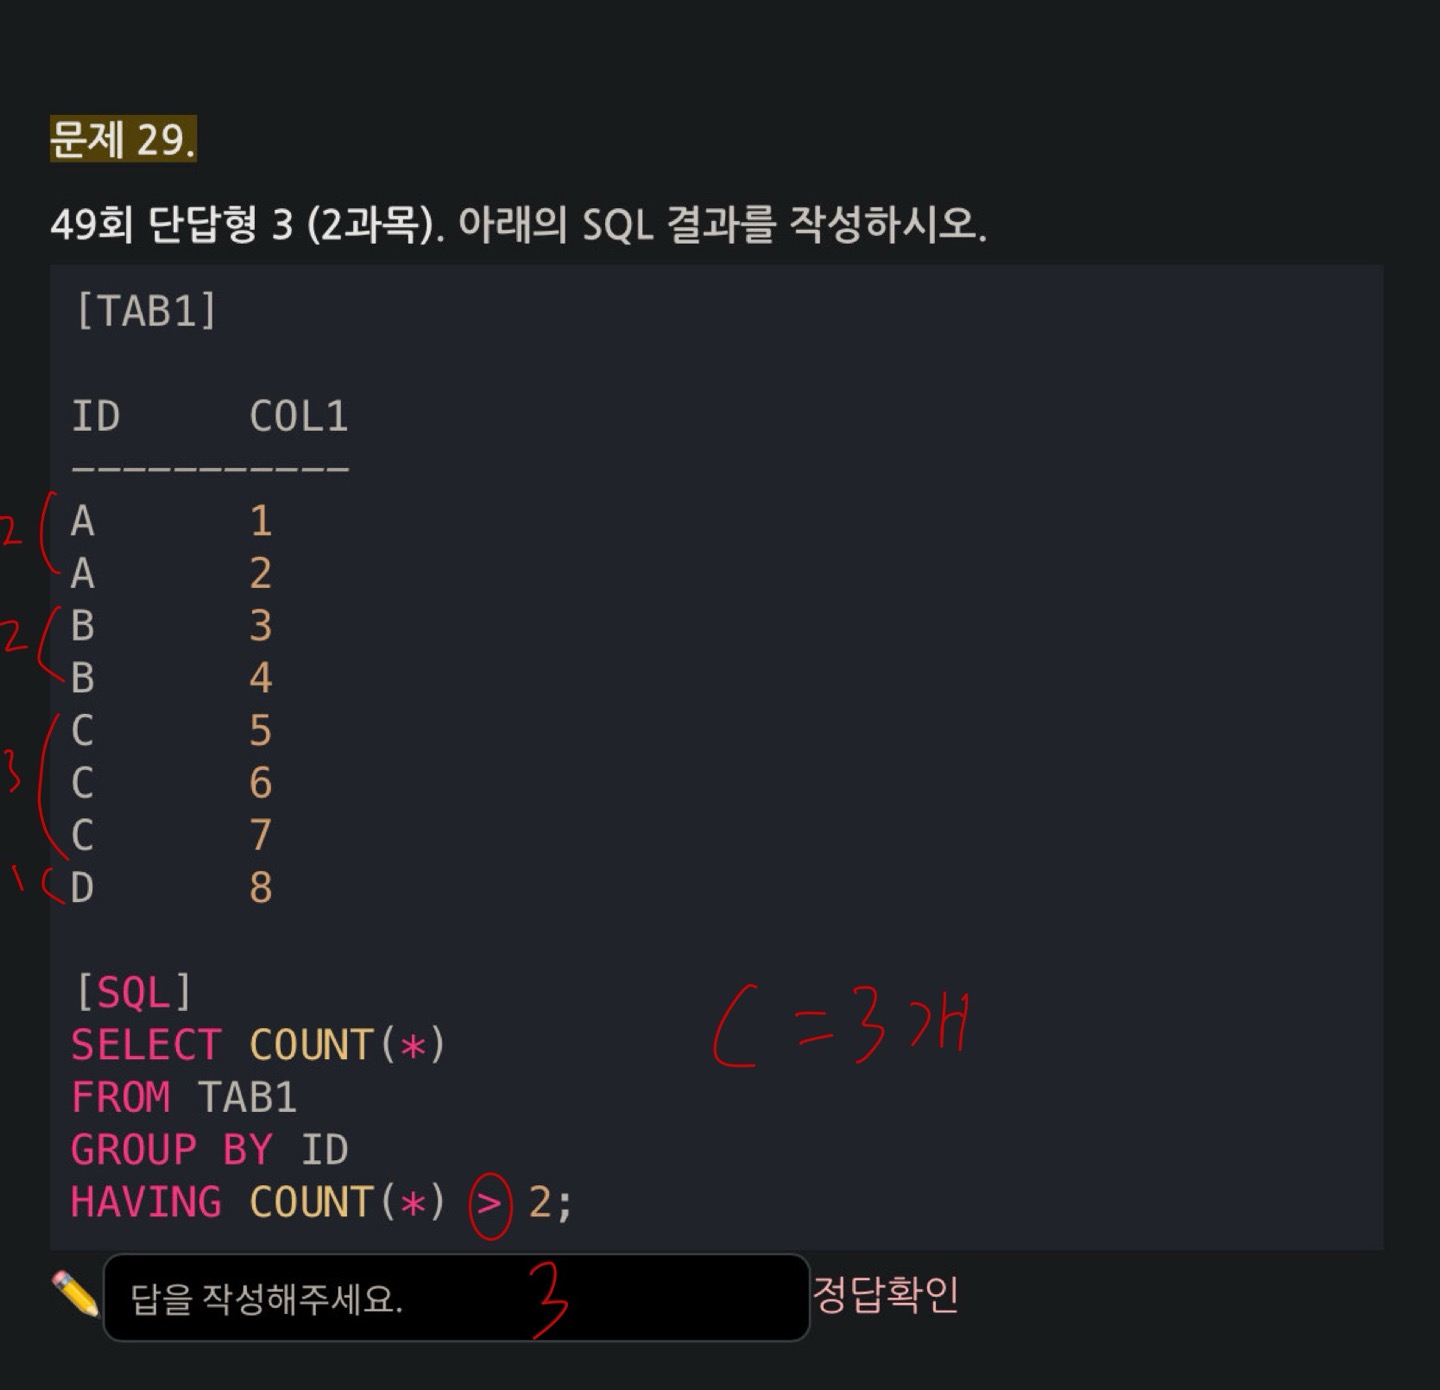 문제 29.
49회 단답형 3 (2과목). 아래의 SQL 결과를 작성하시오.
[TAB1]
ID COL1
-----------
2 A 1
A 2
2 B 3
B 4
C 5
3 C 6
C 7
1 D 8
[SQL]
SELECT COUNT(*) C = 3개
FROM TAB1
GROUP BY ID
HAVING COUNT(*) > 2;
답을 작성해주세요. 3 정답확인